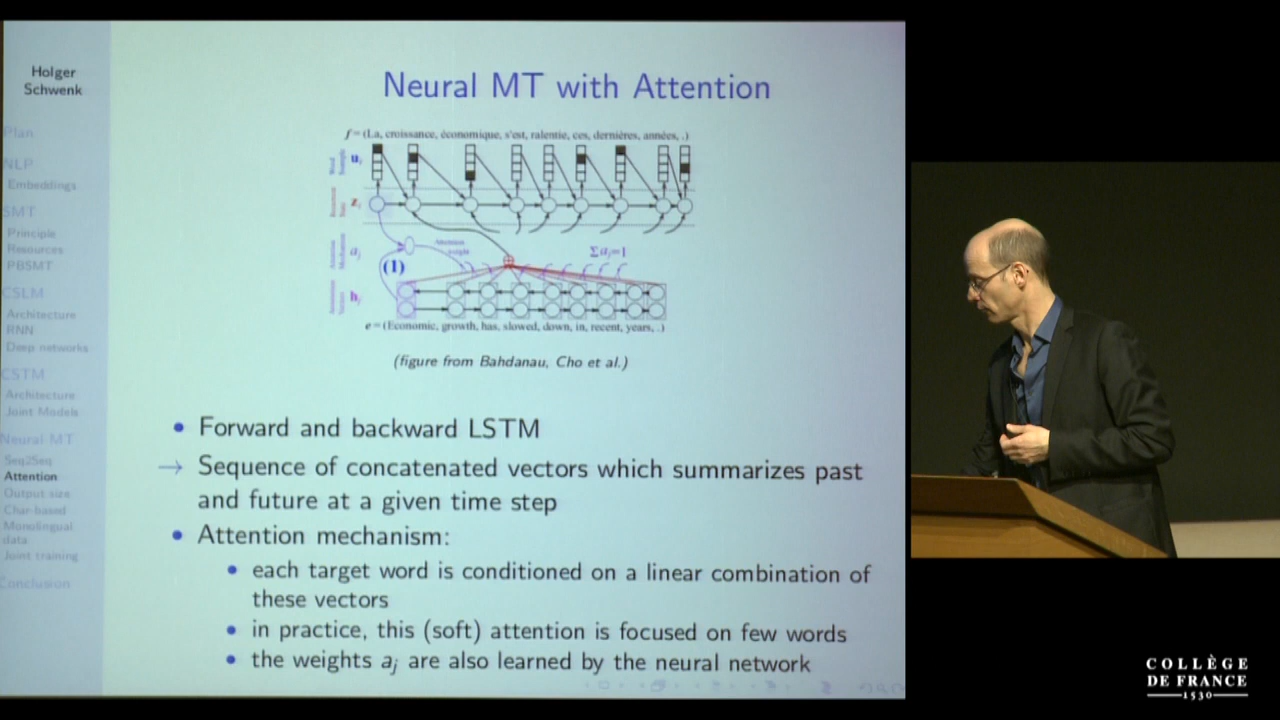 Holger
Schwenk
Plan
NLP
Embeddings
SMT
Principle
Resources
PBSMT
CSLM
Architecture
RNN
Deep networks
CSTM
Architecture
Joint Models
Neural MT
Seq2Seq
Attention
Output size
Char-based
Monolingual
data
Joint training
Conclusion
Neural MT with Attention
f = (La, croissance, économique, s'est, ralentie, ces, dernières, années, .)
(1)
Σaj=1
e = (Economic, growth, has, slowed, down, in, recent, years, .)
(figure from Bahdanau, Cho et al.)
• Forward and backward LSTM
→ Sequence of concatenated vectors which summarizes past
and future at a given time step
• Attention mechanism:
• each target word is conditioned on a linear combination of
these vectors
• in practice, this (soft) attention is focused on few words
• the weights aj are also learned by the neural network
COLLÈGE
DE FRANCE
1530